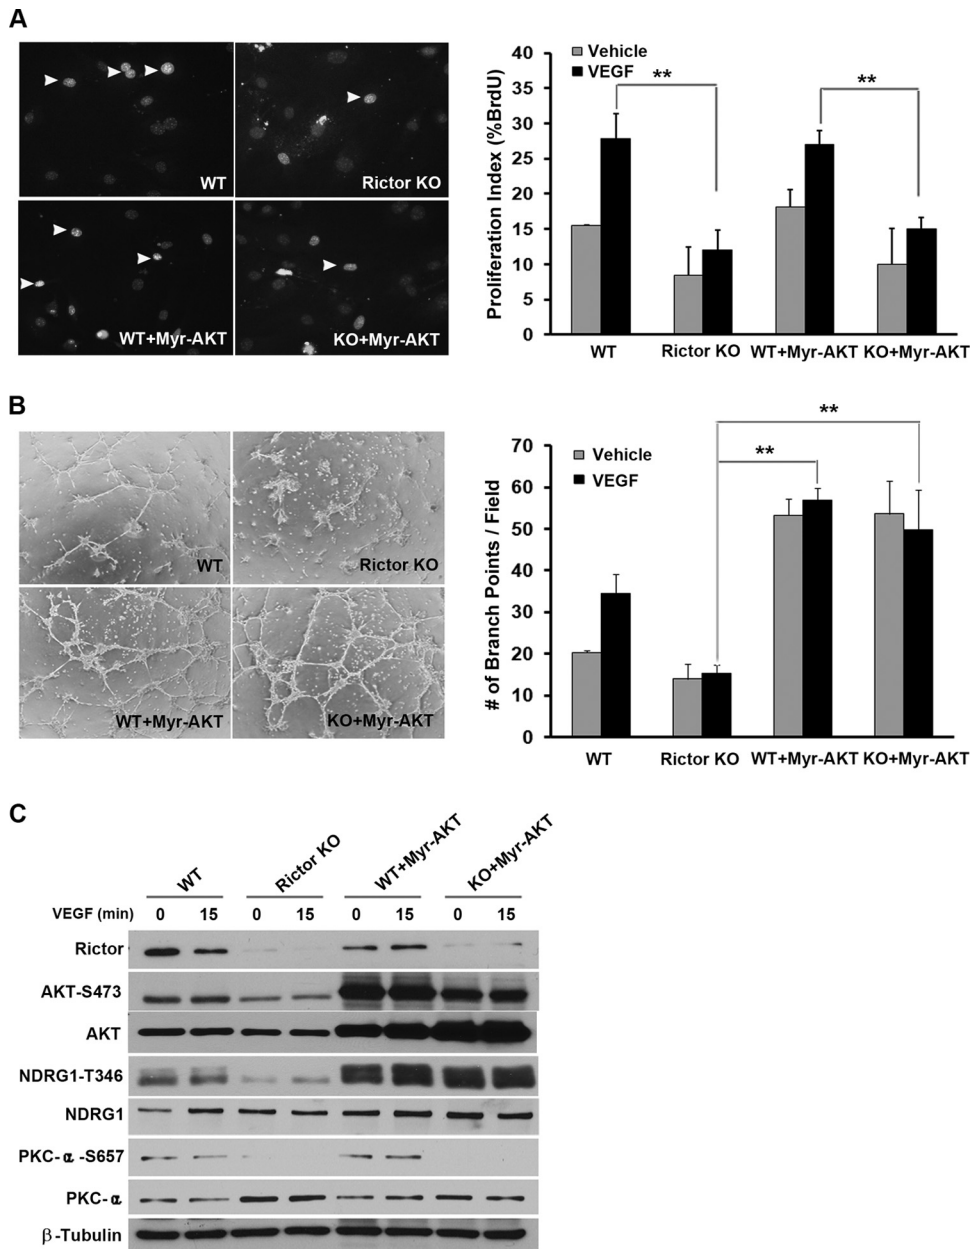 A
WT
Rictor KO
WT+Myr-AKT
KO+Myr-AKT
Proliferation Index (%BrdU)
40
35
30
25
20
15
10
5
0
Vehicle
VEGF
**
**
WT
Rictor KO
WT+Myr-AKT
KO+Myr-AKT
B
WT
Rictor KO
WT+Myr-AKT
KO+Myr-AKT
# of Branch Points / Field
70
60
50
40
30
20
10
0
Vehicle
VEGF
**
**
WT
Rictor KO
WT+Myr-AKT
KO+Myr-AKT
C
WT
Rictor KO
WT+Myr-AKT
KO+Myr-AKT
VEGF (min) 0 15 0 15 0 15 0 15
Rictor
AKT-S473
AKT
NDRG1-T346
NDRG1
PKC-α-S657
PKC-α
β-Tubulin